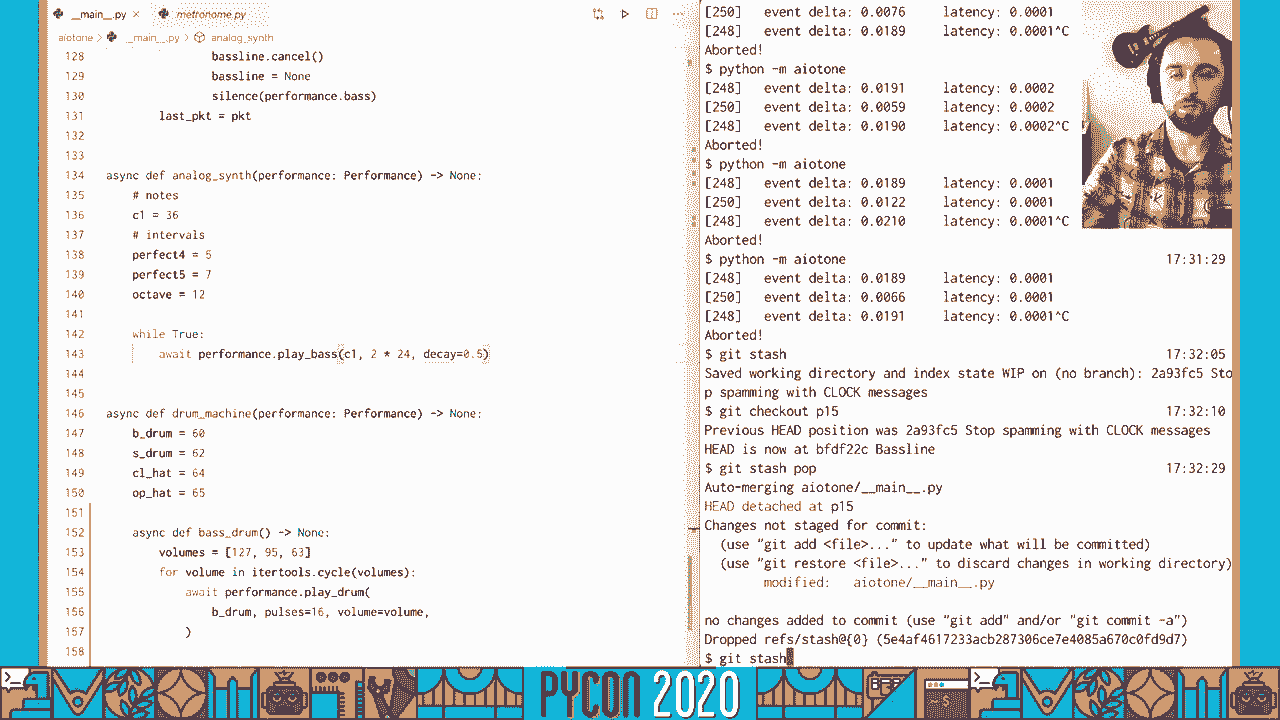 __main__.py ×
metronome.py
aiotone > __main__.py > analog_synth
128 bassline.cancel()
129 bassline = None
130 silence(performance.bass)
131 last_pkt = pkt
132
133
134 async def analog_synth(performance: Performance) -> None:
135 # notes
136 c1 = 36
137 # intervals
138 perfect4 = 5
139 perfect5 = 7
140 octave = 12
141
142 while True:
143 await performance.play_bass(c1, 2 * 24, decay=0.5)
144
145
146 async def drum_machine(performance: Performance) -> None:
147 b_drum = 60
148 s_drum = 62
149 cl_hat = 64
150 op_hat = 65
151
152 async def bass_drum() -> None:
153 volumes = [127, 95, 63]
154 for volume in itertools.cycle(volumes):
155 await performance.play_drum(
156 b_drum, pulses=16, volume=volume,
157 )
158
[250] event delta: 0.0076 latency: 0.0001
[248] event delta: 0.0189 latency: 0.0001^C
Aborted!
$ python -m aiotone
[248] event delta: 0.0191 latency: 0.0002
[250] event delta: 0.0059 latency: 0.0002
[248] event delta: 0.0190 latency: 0.0002^C
Aborted!
$ python -m aiotone
[248] event delta: 0.0189 latency: 0.0001
[250] event delta: 0.0122 latency: 0.0001
[248] event delta: 0.0210 latency: 0.0001^C
Aborted!
$ python -m aiotone 17:31:29
[248] event delta: 0.0189 latency: 0.0001
[250] event delta: 0.0066 latency: 0.0001
[248] event delta: 0.0191 latency: 0.0001^C
Aborted!
$ git stash 17:32:05
Saved working directory and index state WIP on (no branch): 2a93fc5 Sto
p spamming with CLOCK messages
$ git checkout p15 17:32:10
Previous HEAD position was 2a93fc5 Stop spamming with CLOCK messages
HEAD is now at bfdf22c Bassline
$ git stash pop 17:32:29
Auto-merging aiotone/__main__.py
HEAD detached at p15
Changes not staged for commit:
(use "git add <file>..." to update what will be committed)
(use "git restore <file>..." to discard changes in working directory)
modified: aiotone/__main__.py
no changes added to commit (use "git add" and/or "git commit -a")
Dropped refs/stash@{0} (5e4af4617233acb287306ce7e4085a670c0fd9d7)
$ git stash
PYCON 2020